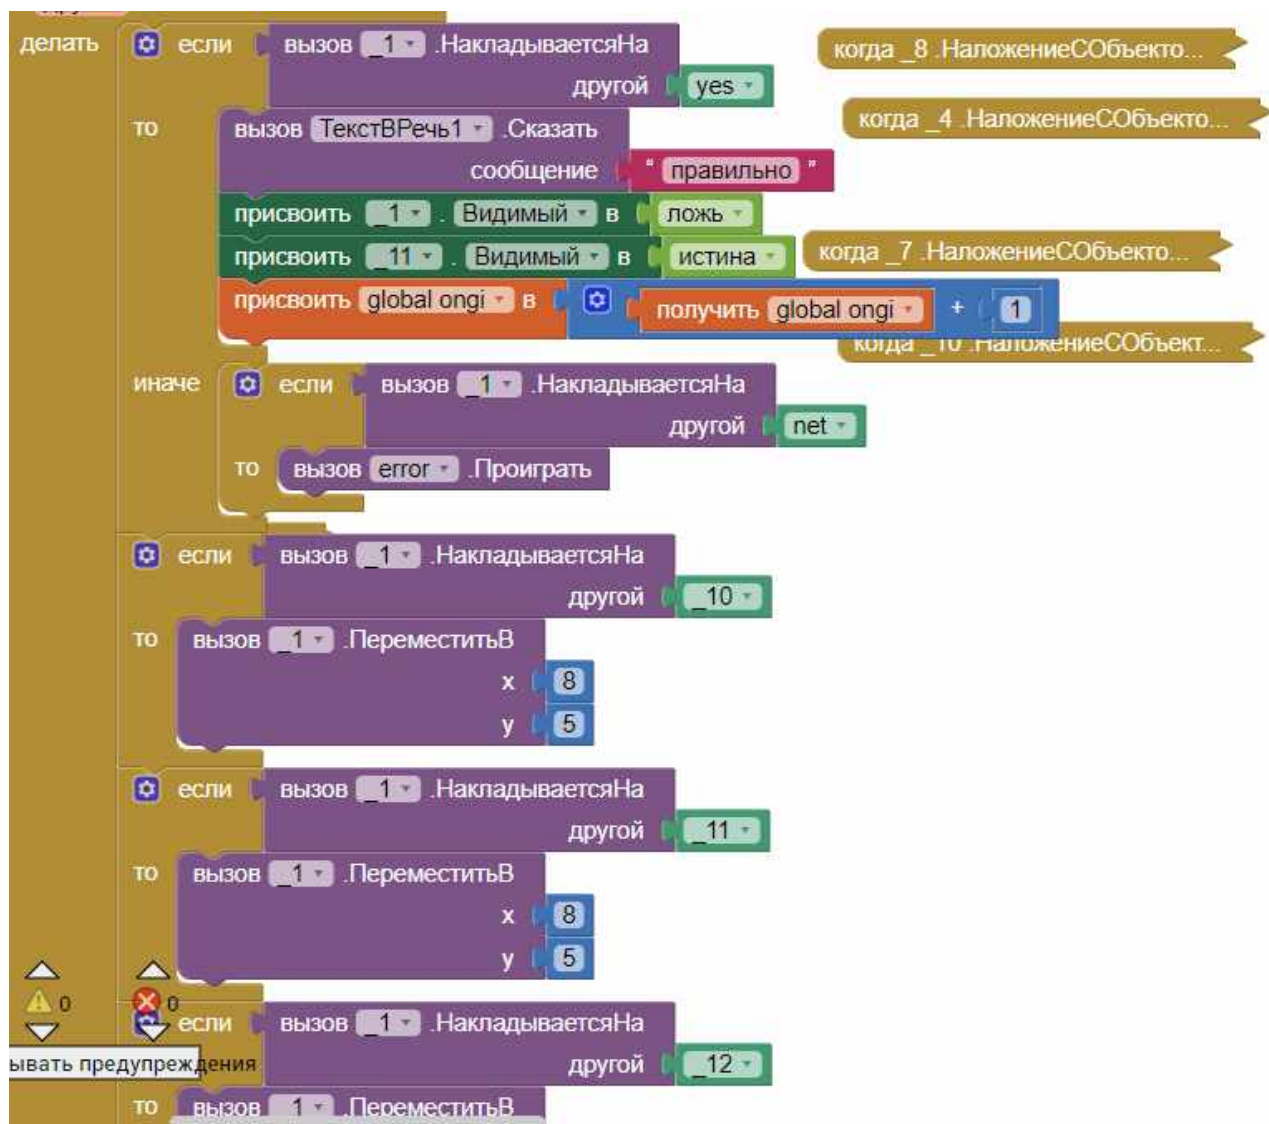 делать если вызов _1 .НакладываетсяНа
когда _8 .НаложениеСОбъекто...
другой yes
когда _4 .НаложениеСОбъекто...
то вызов ТекстВРечь1 .Сказать
сообщение " правильно "
присвоить _1 . Видимый в ложь
присвоить _11 . Видимый в истина
когда _7 .НаложениеСОбъекто...
присвоить global ongi в получить global ongi + 1
когда _10 .НаложениеСОбъект...
иначе если вызов _1 .НакладываетсяНа
другой net
то вызов error .Проиграть
если вызов _1 .НакладываетсяНа
другой _10
то вызов _1 .ПереместитьВ
x 8
y 5
если вызов _1 .НакладываетсяНа
другой _11
то вызов _1 .ПереместитьВ
x 8
y 5
0 0
если вызов _1 .НакладываетсяНа
ывать предупреждения
другой _12
то вызов _1 .ПереместитьВ